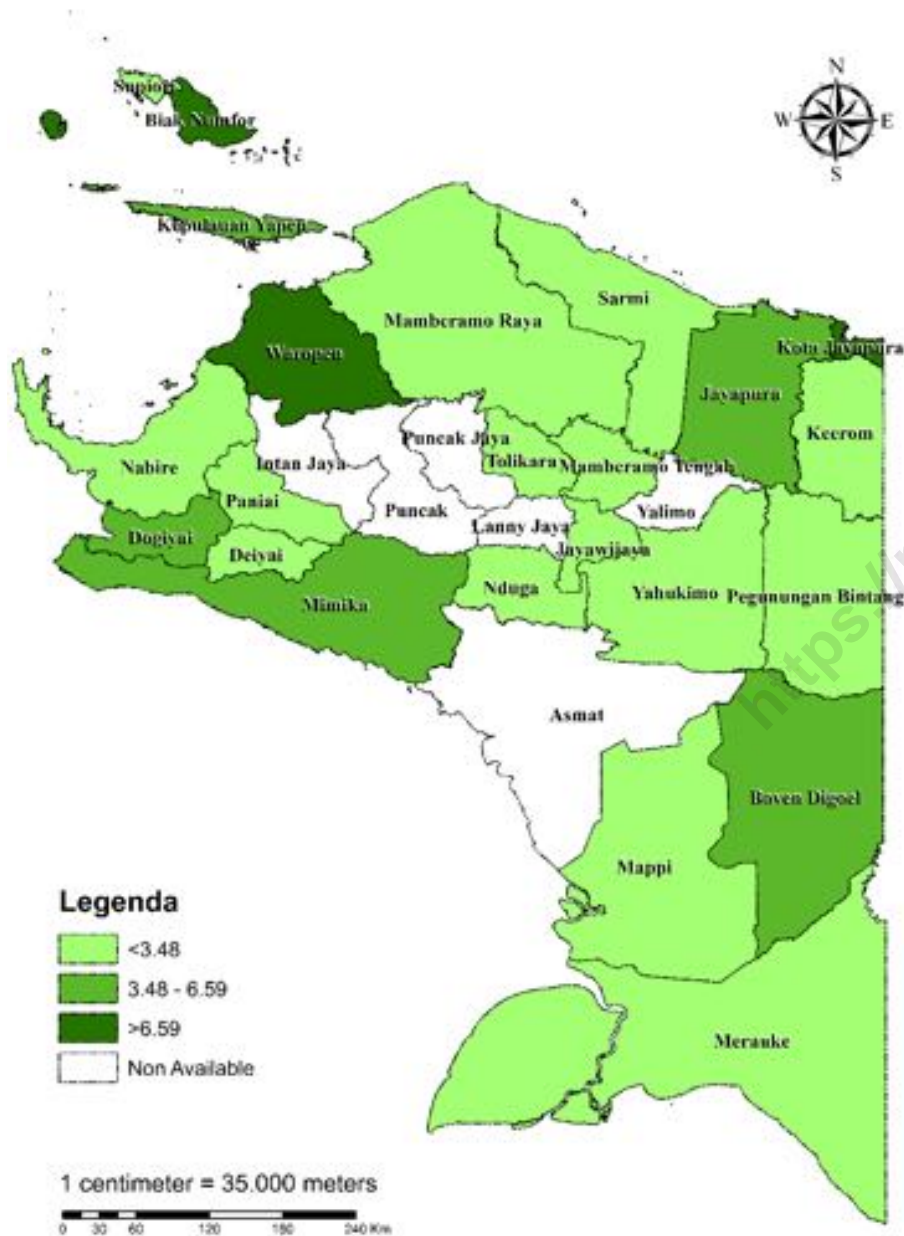 N
W E
S
Supiori
Biak Numfor
Kepulauan Yapen
Sarmi
Mamberamo Raya
Waropen
Kota Jayapura
Jayapura
Keerom
Puncak Jaya
Tolikara
Intan Jaya
Mamberamo Tengah
Nabire
Paniai
Puncak
Yalimo
Lanny Jaya
Dogiyai
Deiyai
Jayawijaya
Nduga
Yahukimo
Pegunungan Bintang
Mimika
https://
Asmat
Boven Digoel
Mappi
Merauke
Legenda
<3.48
3.48 - 6.59
>6.59
Non Available
1 centimeter = 35.000 meters
0 30 60 120 180 240 Km